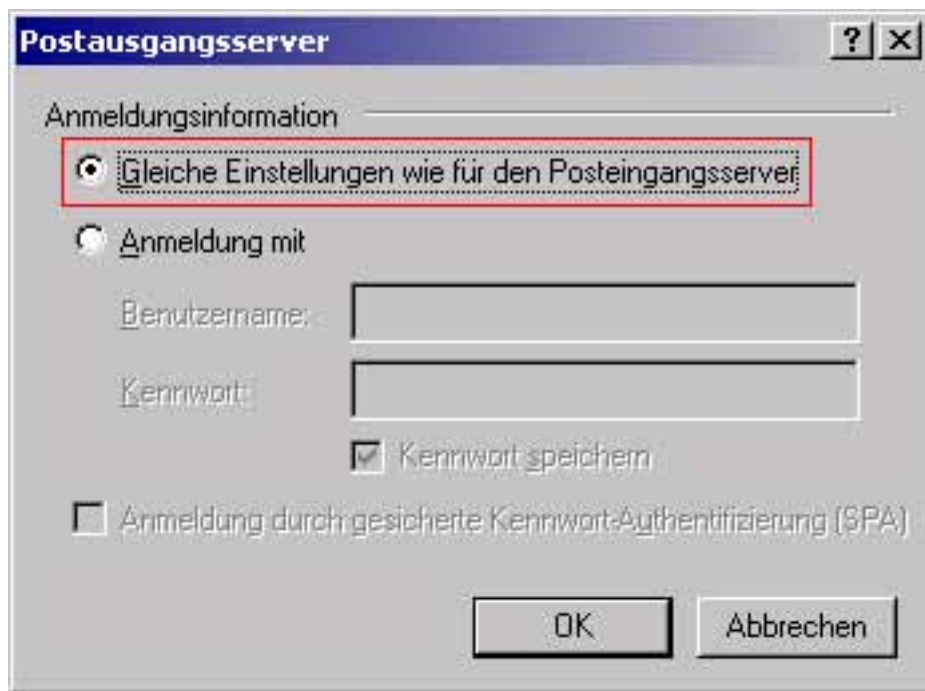 Postausgangsserver
Anmeldungsinformation
Gleiche Einstellungen wie für den Posteingangsserver
Anmeldung mit
Benutzername:
Kennwort:
Kennwort speichern
Anmeldung durch gesicherte Kennwort-Authentifizierung (SPA)
OK Abbrechen